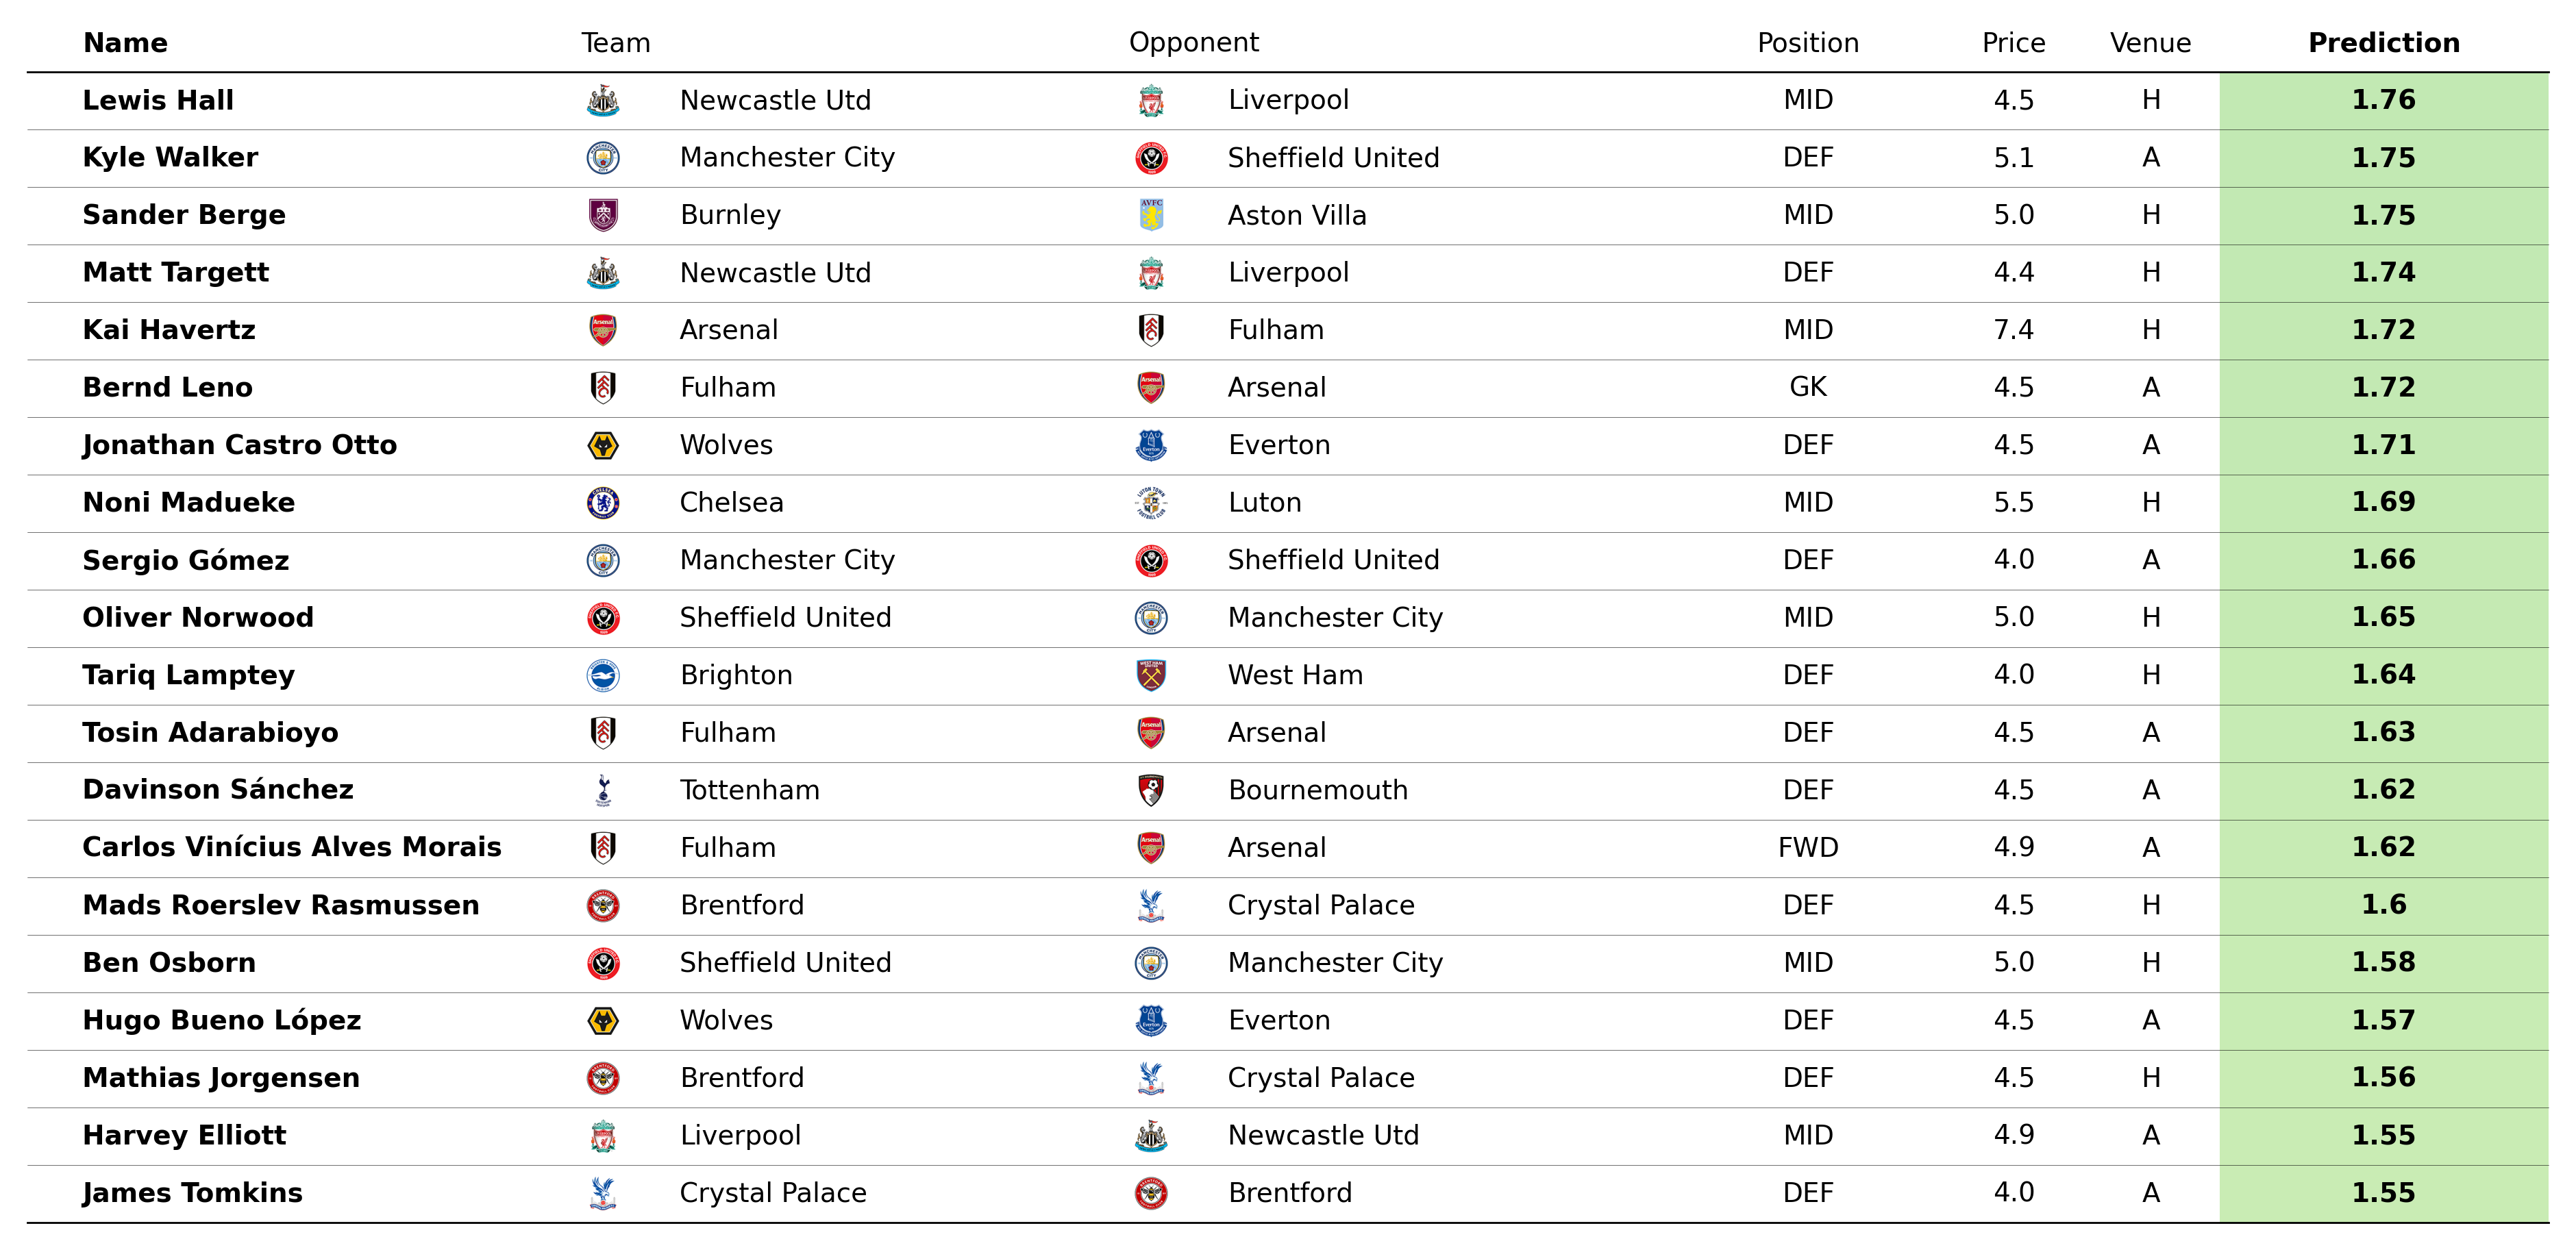 Name Team Opponent Position Price Venue Prediction
Lewis Hall Newcastle Utd Liverpool MID 4.5 H 1.76
Kyle Walker Manchester City Sheffield United DEF 5.1 A 1.75
Sander Berge Burnley Aston Villa MID 5.0 H 1.75
Matt Targett Newcastle Utd Liverpool DEF 4.4 H 1.74
Kai Havertz Arsenal Fulham MID 7.4 H 1.72
Bernd Leno Fulham Arsenal GK 4.5 A 1.72
Jonathan Castro Otto Wolves Everton DEF 4.5 A 1.71
Noni Madueke Chelsea Luton MID 5.5 H 1.69
Sergio Gómez Manchester City Sheffield United DEF 4.0 A 1.66
Oliver Norwood Sheffield United Manchester City MID 5.0 H 1.65
Tariq Lamptey Brighton West Ham DEF 4.0 H 1.64
Tosin Adarabioyo Fulham Arsenal DEF 4.5 A 1.63
Davinson Sánchez Tottenham Bournemouth DEF 4.5 A 1.62
Carlos Vinícius Alves Morais Fulham Arsenal FWD 4.9 A 1.62
Mads Roerslev Rasmussen Brentford Crystal Palace DEF 4.5 H 1.6
Ben Osborn Sheffield United Manchester City MID 5.0 H 1.58
Hugo Bueno López Wolves Everton DEF 4.5 A 1.57
Mathias Jorgensen Brentford Crystal Palace DEF 4.5 H 1.56
Harvey Elliott Liverpool Newcastle Utd MID 4.9 A 1.55
James Tomkins Crystal Palace Brentford DEF 4.0 A 1.55